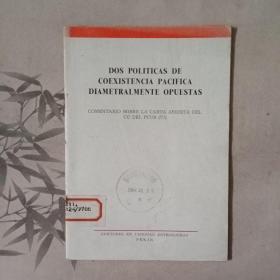 DOS POLITICAS DE
COEXISTENCIA PACIFICA
DIAMETRALMENTE OPUESTAS
COMENTARIO SOBRE LA CARTA ABIERTA DEL
CC DEL PCUS (VI)
EDICIONES EN LENGUAS EXTRANJERAS
PEKIN